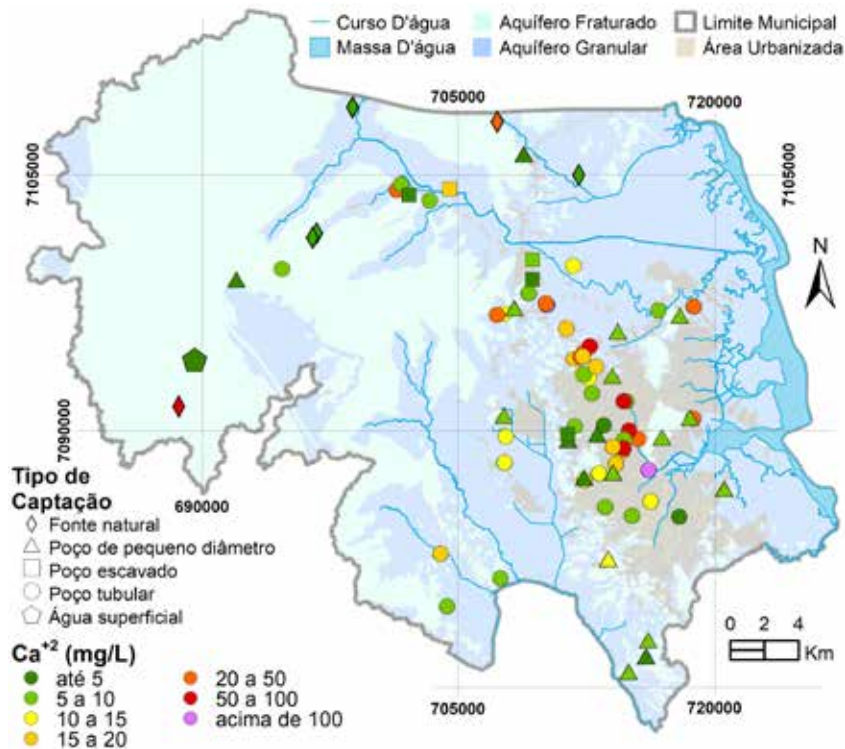 Curso D'água Aquífero Fraturado Limite Municipal
Massa D'água Aquífero Granular Área Urbanizada
705000 720000
7105000 7105000
N
7090000 7090000
690000
Tipo de
Captação
Fonte natural
Poço de pequeno diâmetro
Poço escavado
Poço tubular
Água superficial
Ca⁺² (mg/L)
até 5 20 a 50
5 a 10 50 a 100
10 a 15 acima de 100
15 a 20
0 2 4
Km
705000 720000